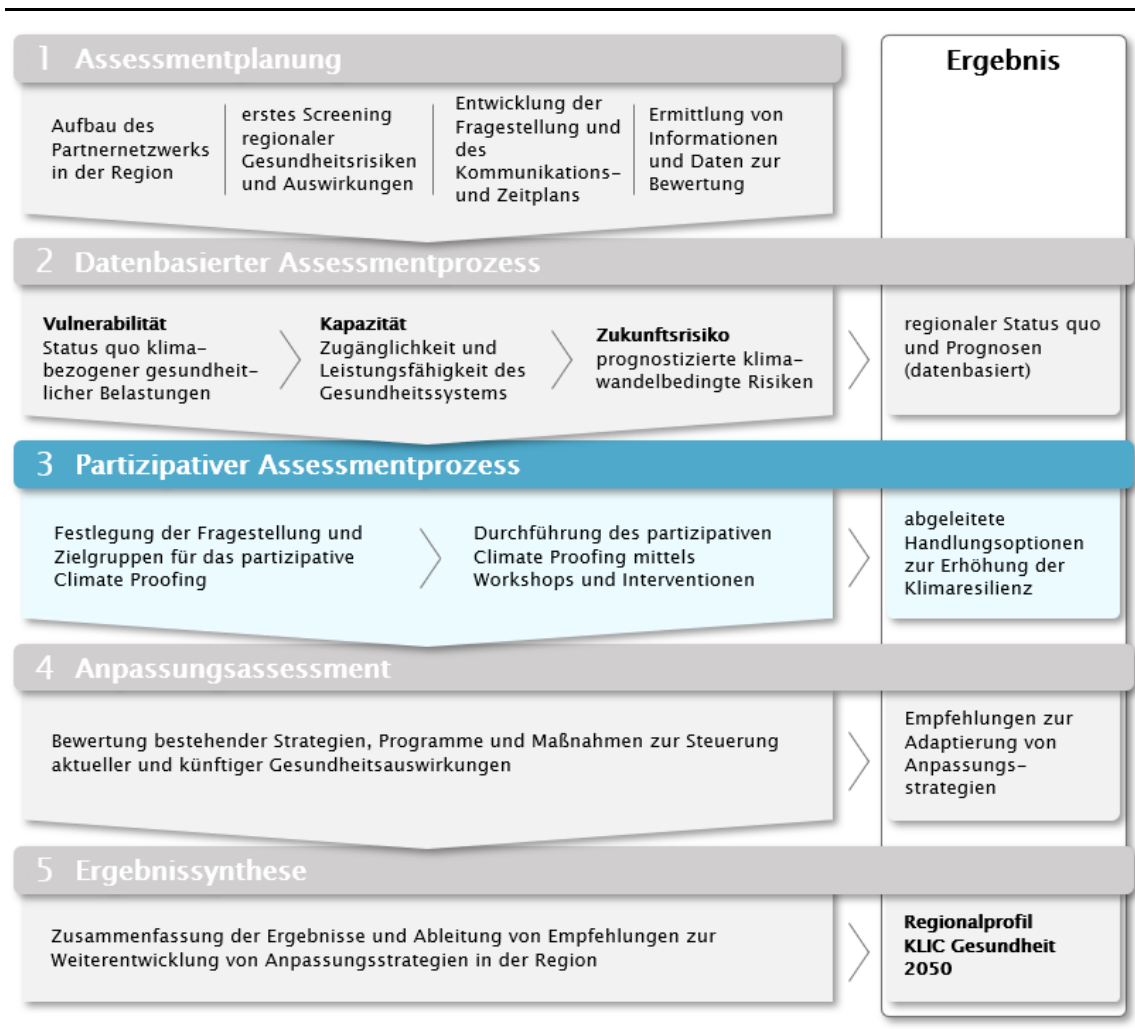 1 Assessmentplanung
Ergebnis
Aufbau des
Partnernetzwerks
in der Region
erstes Screening
regionaler
Gesundheitsrisiken
und Auswirkungen
Entwicklung der
Fragestellung und
des
Kommunikations-
und Zeitplans
Ermittlung von
Informationen
und Daten zur
Bewertung
2 Datenbasierter Assessmentprozess
Vulnerabilität
Status quo klima-
bezogener gesundheit-
licher Belastungen
Kapazität
Zugänglichkeit und
Leistungsfähigkeit des
Gesundheitssystems
Zukunftsrisiko
prognostizierte klima-
wandelbedingte Risiken
regionaler Status quo
und Prognosen
(datenbasiert)
3 Partizipativer Assessmentprozess
Festlegung der Fragestellung und
Zielgruppen für das partizipative
Climate Proofing
Durchführung des partizipativen
Climate Proofing mittels
Workshops und Interventionen
abgeleitete
Handlungsoptionen
zur Erhöhung der
Klimaresilienz
4 Anpassungsassessment
Bewertung bestehender Strategien, Programme und Maßnahmen zur Steuerung
aktueller und künftiger Gesundheitsauswirkungen
Empfehlungen zur
Adaptierung von
Anpassungs-
strategien
5 Ergebnissynthese
Zusammenfassung der Ergebnisse und Ableitung von Empfehlungen zur
Weiterentwicklung von Anpassungsstrategien in der Region
Regionalprofil
KLIC Gesundheit
2050